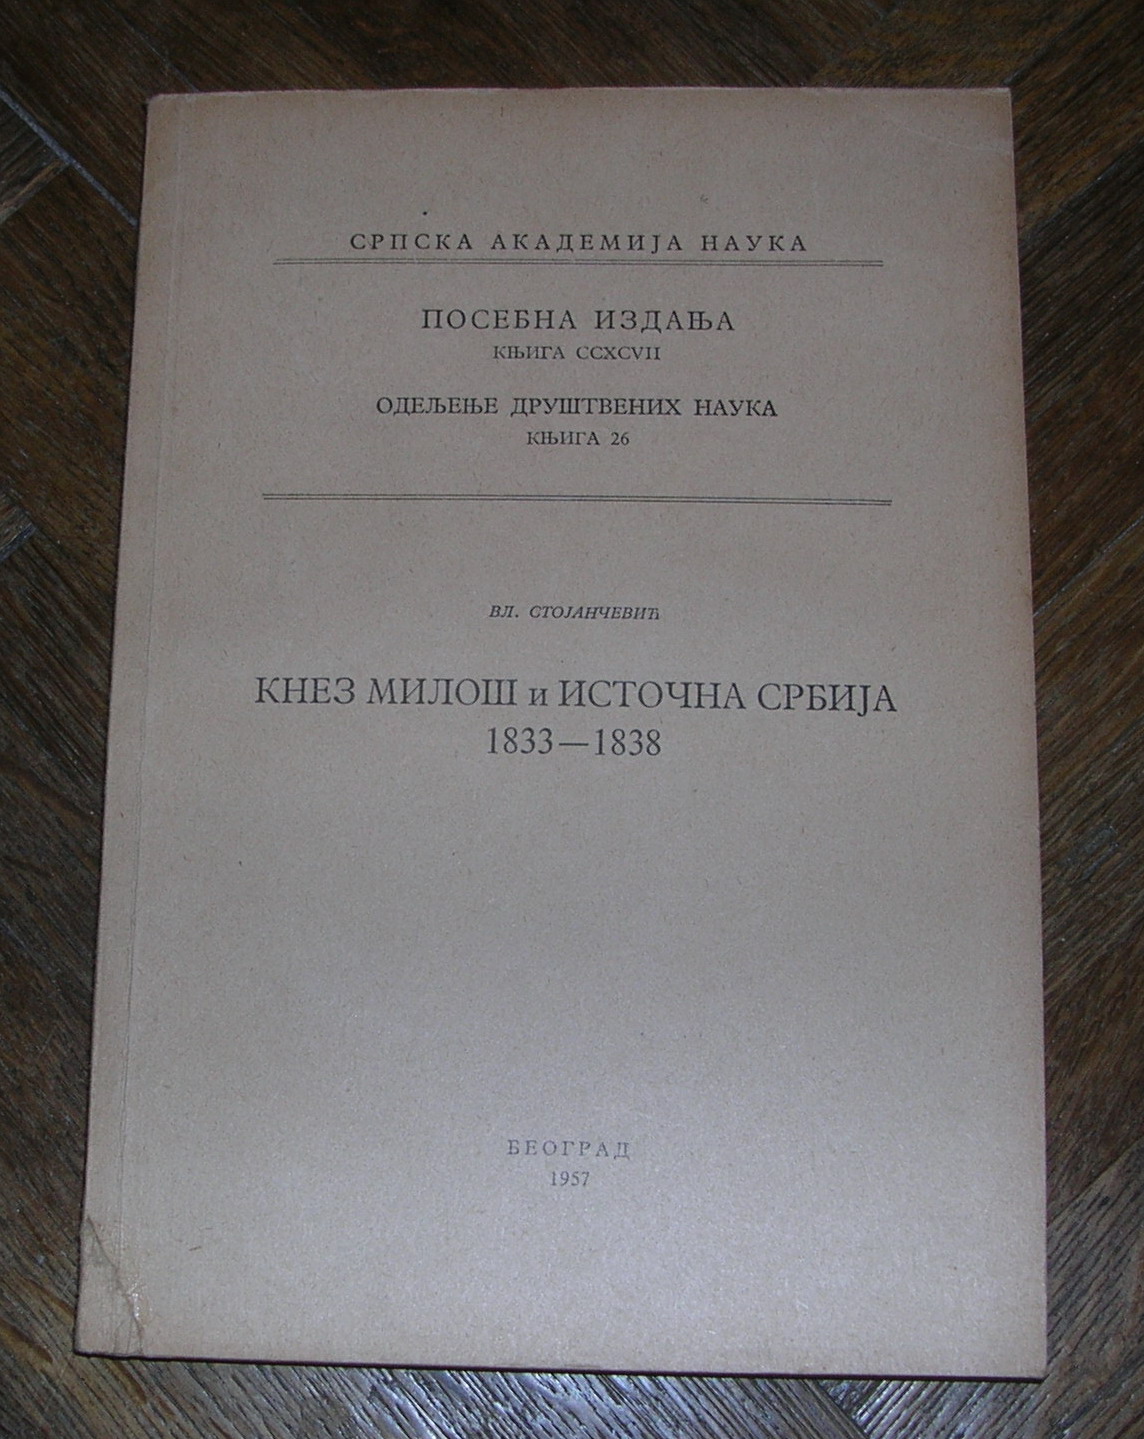 СРПСКА АКАДЕМИЈА НАУКА
ПОСЕБНА ИЗДАЊА
КЊИГА CCXCVII
ОДЕЉЕЊЕ ДРУШТВЕНИХ НАУКА
КЊИГА 26
ВЛ. СТОЈАНЧЕВИЋ
КНЕЗ МИЛОШ и ИСТОЧНА СРБИЈА
1833—1838
БЕОГРАД
1957